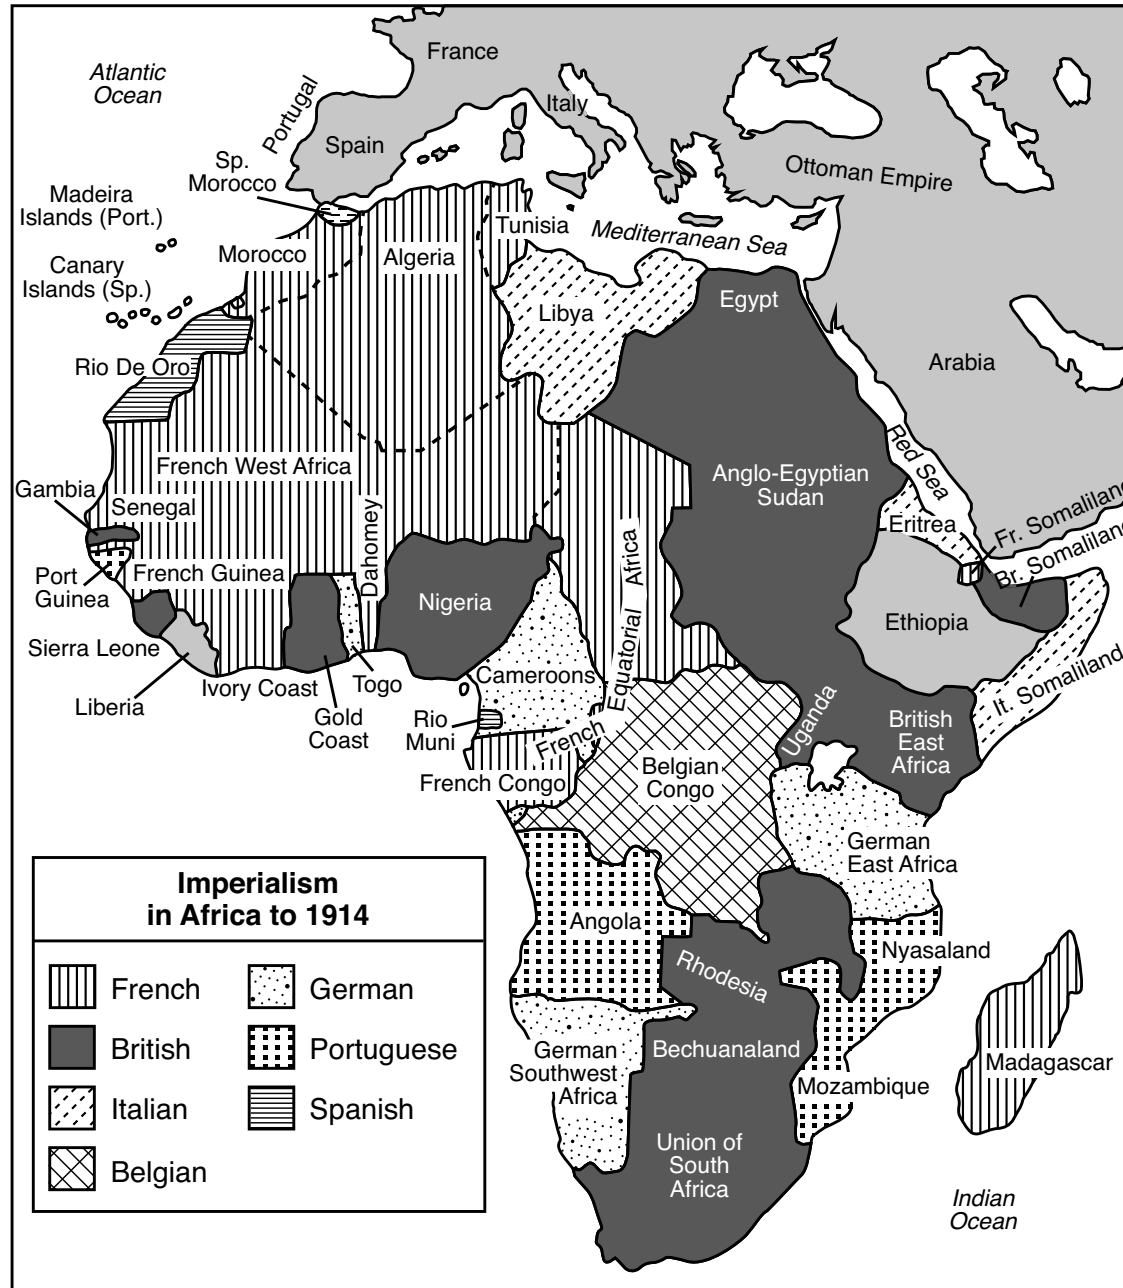 Atlantic
Ocean
France
Portugal
Italy
Spain
Sp.
Morocco
Ottoman Empire
Madeira
Islands (Port.)
Tunisia
Mediterranean Sea
Morocco
Algeria
Canary
Islands (Sp.)
Egypt
Libya
Arabia
Rio De Oro
Red Sea
French West Africa
Anglo-Egyptian
Sudan
Gambia
Senegal
Eritrea
Fr. Somaliland
Dahomey
Br. Somaliland
Port
Guinea
French Guinea
Nigeria
French Equatorial Africa
Ethiopia
Sierra Leone
Liberia
Ivory Coast
Togo
Cameroons
It. Somaliland
Gold
Coast
Rio
Muni
Uganda
British
East
Africa
French Congo
Belgian
Congo
German
East Africa
Angola
Nyasaland
Rhodesia
German
Southwest
Africa
Bechuanaland
Mozambique
Madagascar
Union of
South
Africa
Indian
Ocean
Imperialism
in Africa to 1914
French
German
British
Portuguese
Italian
Spanish
Belgian